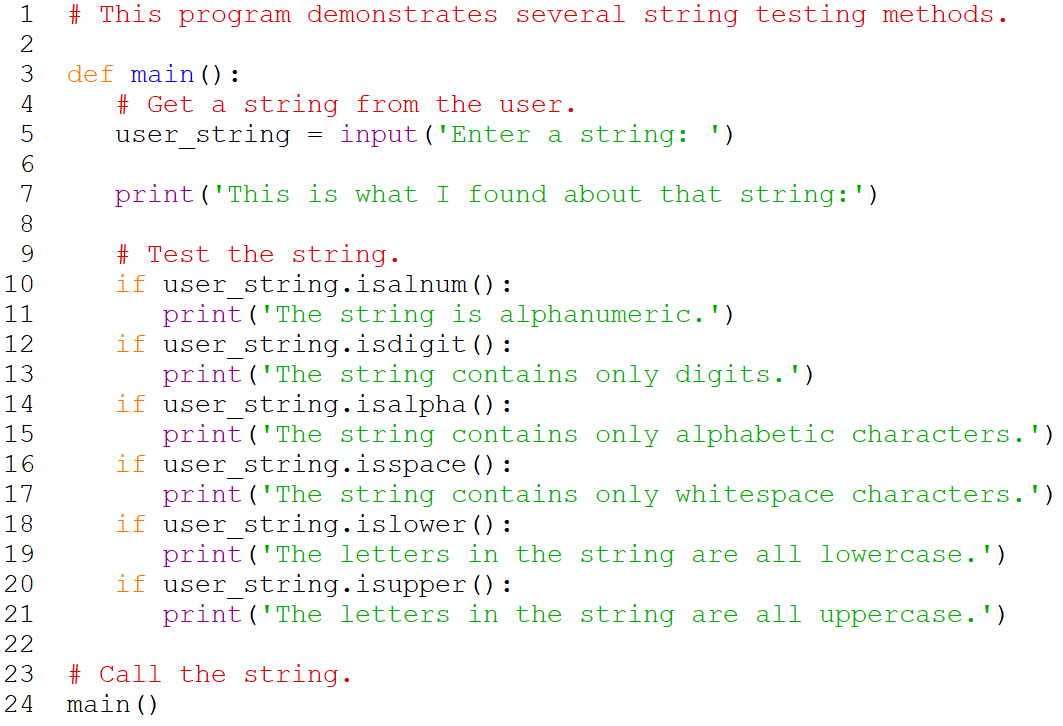 1 # This program demonstrates several string testing methods.
2
3 def main():
4    # Get a string from the user.
5    user_string = input('Enter a string: ')
6
7    print('This is what I found about that string:')
8
9    # Test the string.
10    if user_string.isalnum():
11       print('The string is alphanumeric.')
12    if user_string.isdigit():
13       print('The string contains only digits.')
14    if user_string.isalpha():
15       print('The string contains only alphabetic characters.')
16    if user_string.isspace():
17       print('The string contains only whitespace characters.')
18    if user_string.islower():
19       print('The letters in the string are all lowercase.')
20    if user_string.isupper():
21       print('The letters in the string are all uppercase.')
22
23 # Call the string.
24 main()